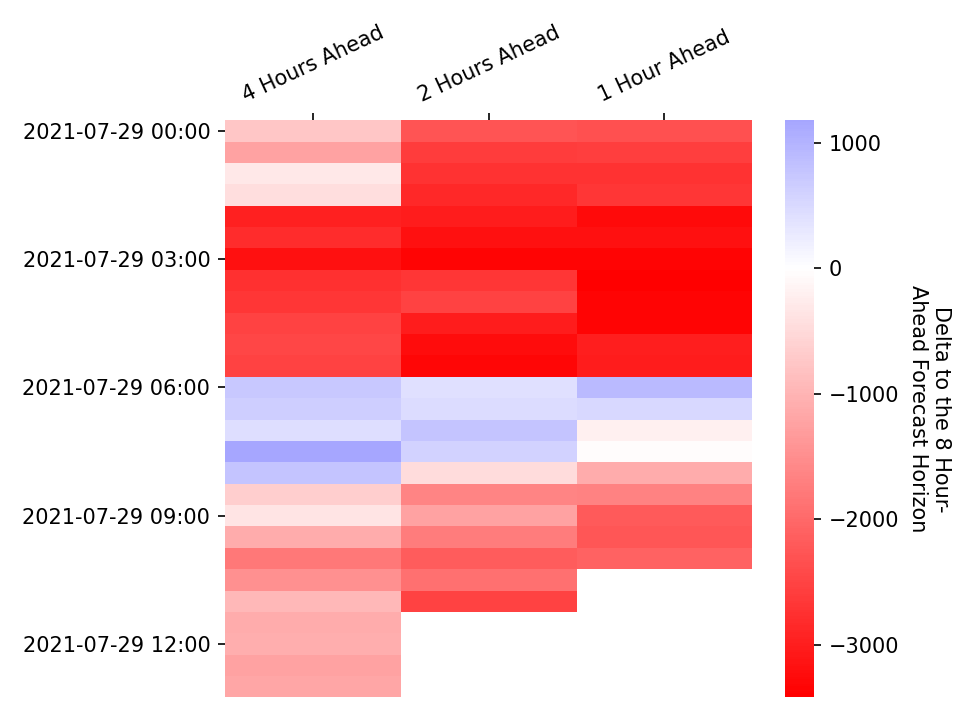 4 Hours Ahead
2 Hours Ahead
1 Hour Ahead
2021-07-29 00:00
2021-07-29 03:00
2021-07-29 06:00
2021-07-29 09:00
2021-07-29 12:00
1000
0
−1000
−2000
−3000
Delta to the 8 Hour-
Ahead Forecast Horizon